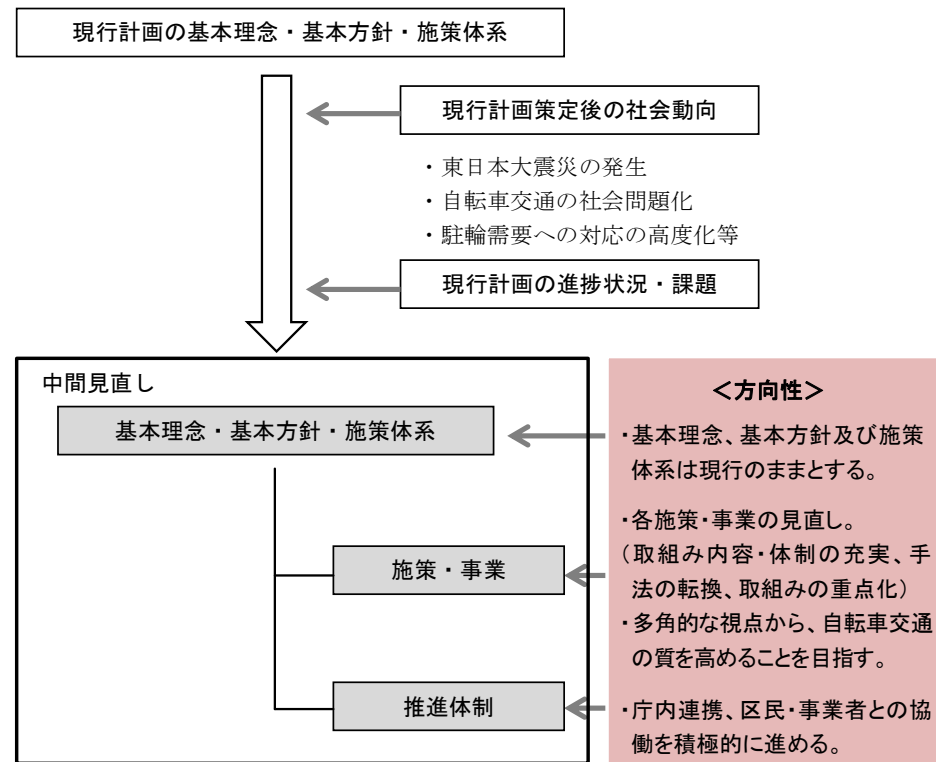 現行計画の基本理念・基本方針・施策体系
現行計画策定後の社会動向
・東日本大震災の発生
・自転車交通の社会問題化
・駐輪需要への対応の高度化等
現行計画の進捗状況・課題
中間見直し
基本理念・基本方針・施策体系
施策・事業
推進体制
＜方向性＞
・基本理念、基本方針及び施策
体系は現行のままとする。
・各施策・事業の見直し。
（取組み内容・体制の充実、手
法の転換、取組みの重点化）
・多角的な視点から、自転車交通
の質を高めることを目指す。
・庁内連携、区民・事業者との協
働を積極的に進める。